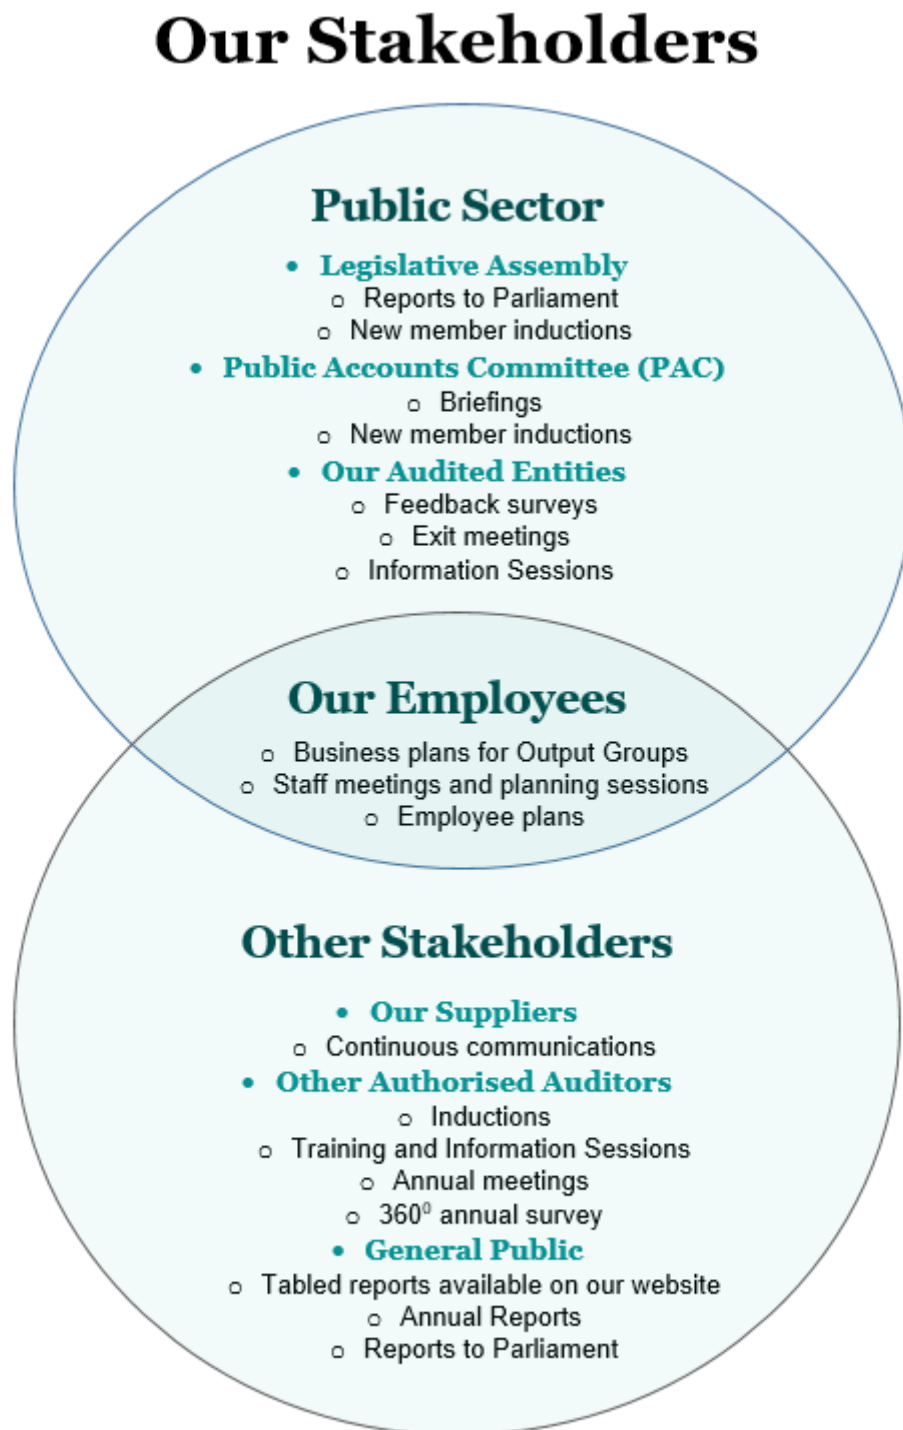 Our Stakeholders
Public Sector
• Legislative Assembly
o Reports to Parliament
o New member inductions
• Public Accounts Committee (PAC)
o Briefings
o New member inductions
• Our Audited Entities
o Feedback surveys
o Exit meetings
o Information Sessions
Our Employees
o Business plans for Output Groups
o Staff meetings and planning sessions
o Employee plans
Other Stakeholders
• Our Suppliers
o Continuous communications
• Other Authorised Auditors
o Inductions
o Training and Information Sessions
o Annual meetings
o 360⁰ annual survey
• General Public
o Tabled reports available on our website
o Annual Reports
o Reports to Parliament